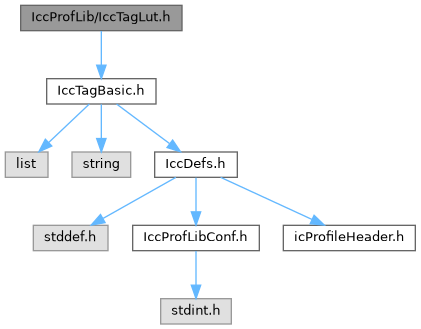 IccProfLib/IccTagLut.h
IccTagBasic.h
list
string
IccDefs.h
stddef.h
IccProfLibConf.h
icProfileHeader.h
stdint.h